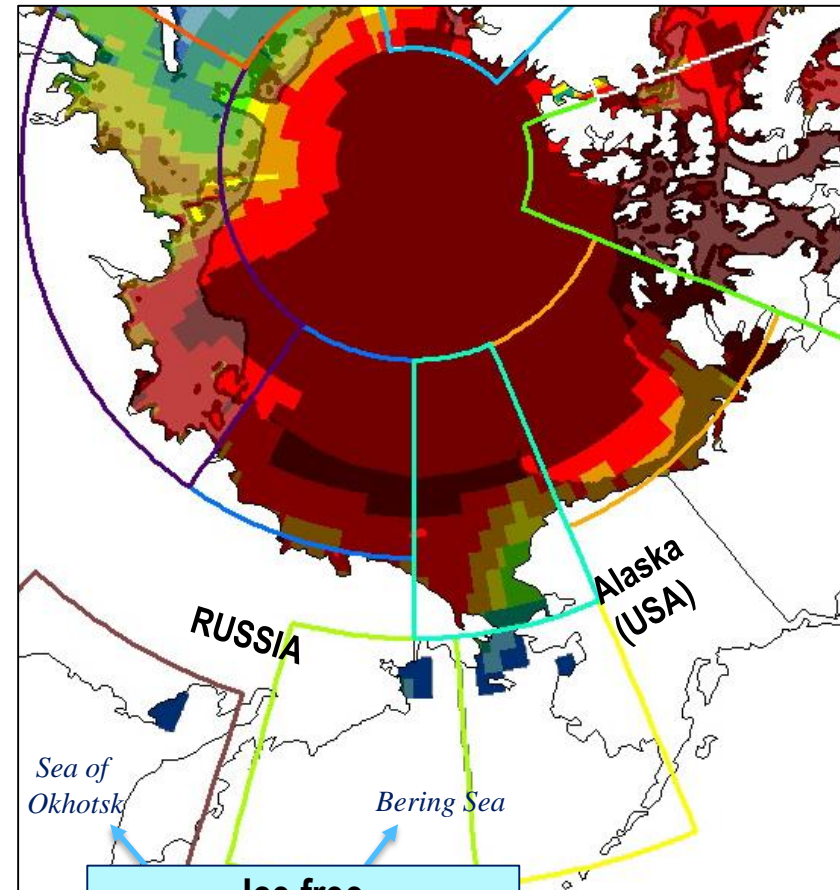 Alaska
(USA)
RUSSIA
Sea of
Okhotsk
Bering Sea
Ice free